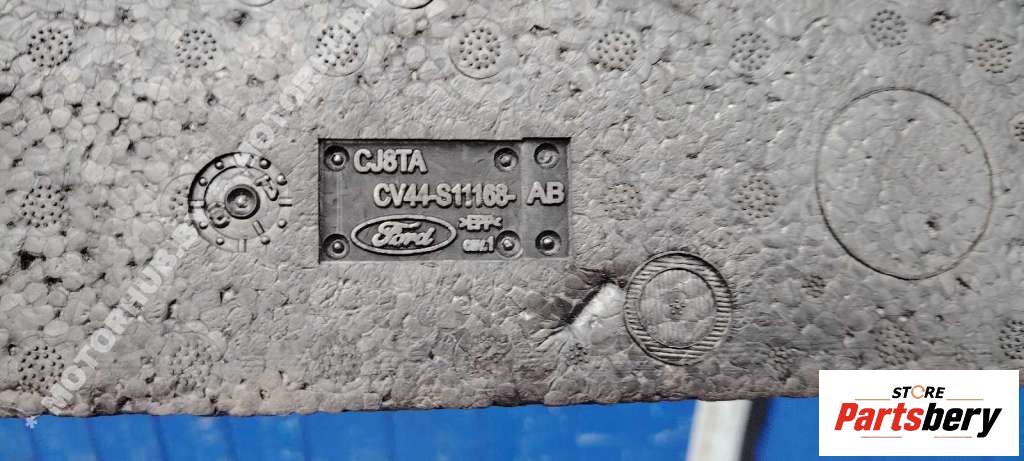 CJ8TA
CV44-S11168- AB
Ford
>EPP<
STORE
Partsbery